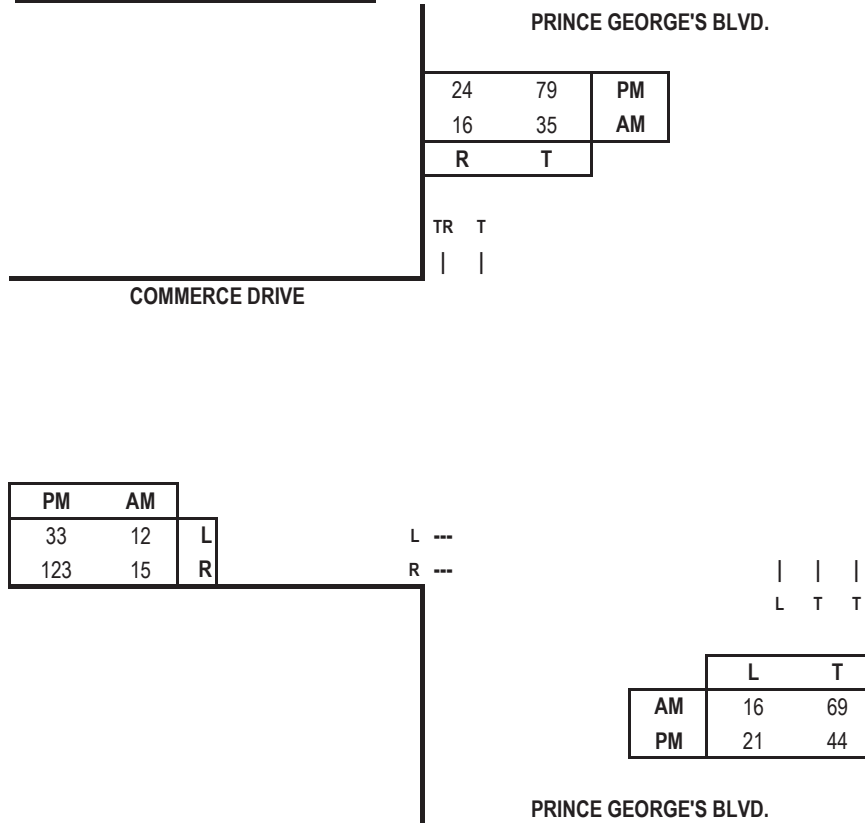 PRINCE GEORGE'S BLVD.
24 79 PM
16 35 AM
R T
TR T
| |
COMMERCE DRIVE
PM AM
33 12 L L ---
123 15 R R --- | | |
L T T
L T
AM 16 69
PM 21 44
PRINCE GEORGE'S BLVD.